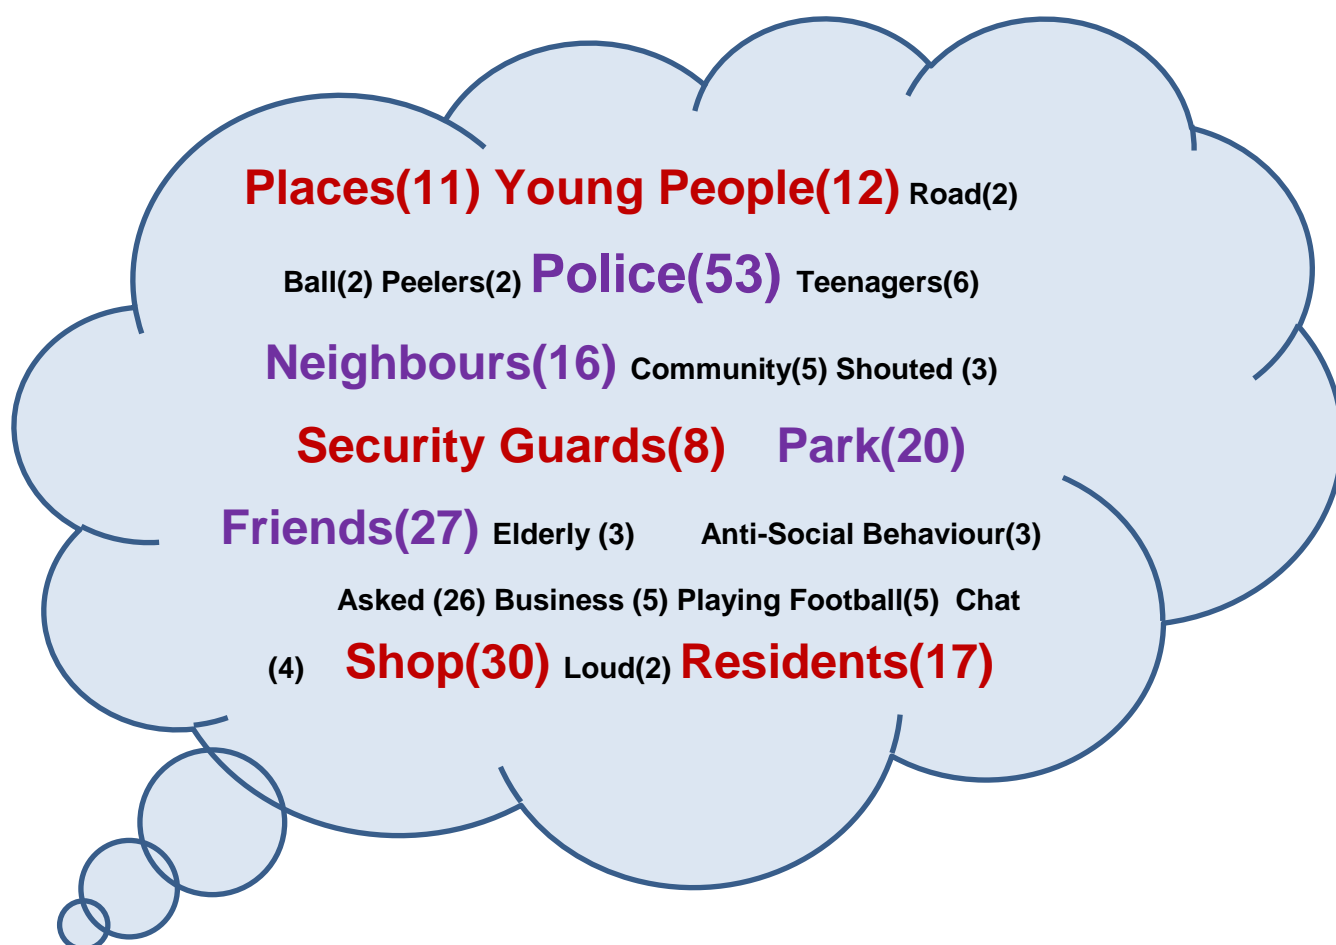 Places(11) Young People(12) Road(2)
Ball(2) Peelers(2) Police(53) Teenagers(6)
Neighbours(16) Community(5) Shouted (3)
Security Guards(8) Park(20)
Friends(27) Elderly (3) Anti-Social Behaviour(3)
Asked (26) Business (5) Playing Football(5) Chat
(4) Shop(30) Loud(2) Residents(17)